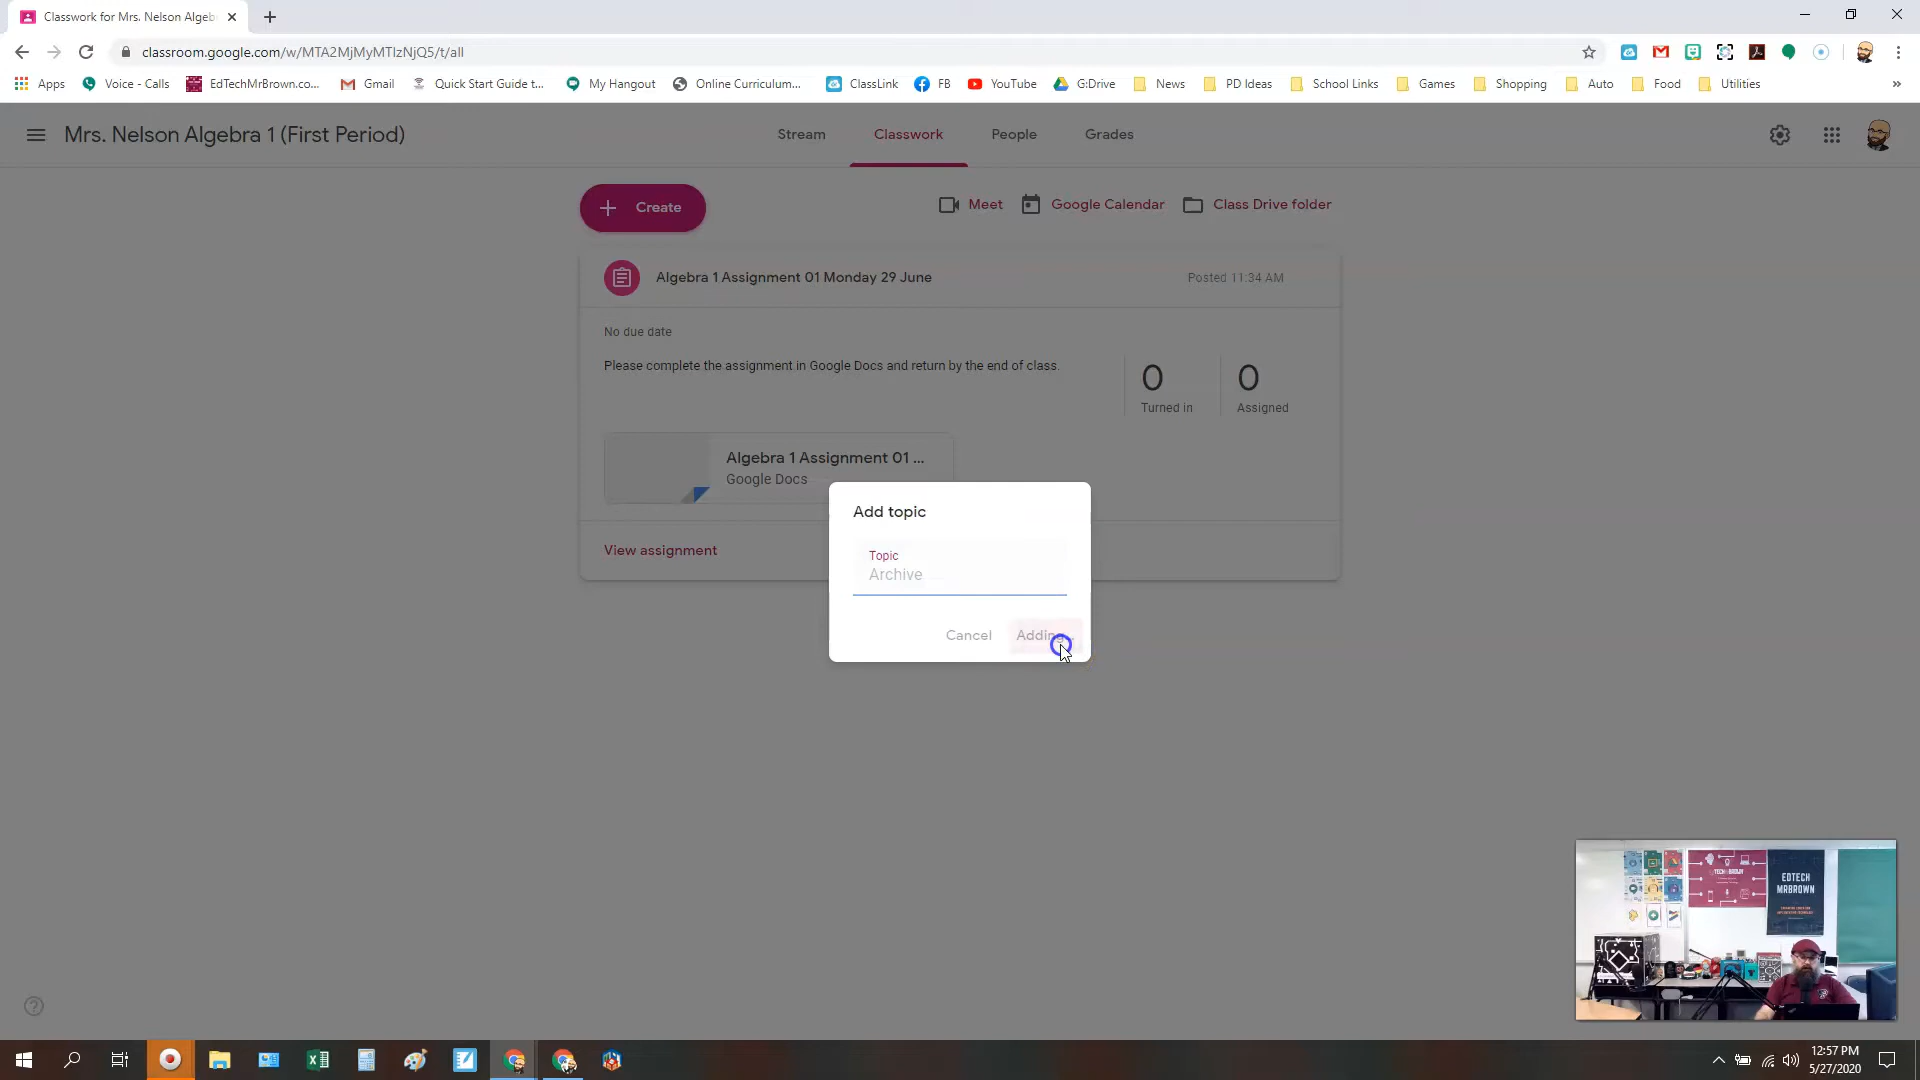 Classwork for Mrs. Nelson Algeb
classroom.google.com/w/MTA2MjMyMTIzNjQ5/t/all
Apps Voice - Calls EdTechMrBrown.co... Gmail Quick Start Guide t... My Hangout Online Curriculum... ClassLink FB YouTube G:Drive News PD Ideas School Links Games Shopping Auto Food Utilities »
Mrs. Nelson Algebra 1 (First Period) Stream Classwork People Grades
Create Meet Google Calendar Class Drive folder
Algebra 1 Assignment 01 Monday 29 June Posted 11:34 AM
No due date
Please complete the assignment in Google Docs and return by the end of class.
0 0
Turned in Assigned
Algebra 1 Assignment 01 ...
Google Docs
View assignment
Add topic
Topic
Archive
Cancel Adding...
EDTECH
MRBROWN
12:57 PM
5/27/2020